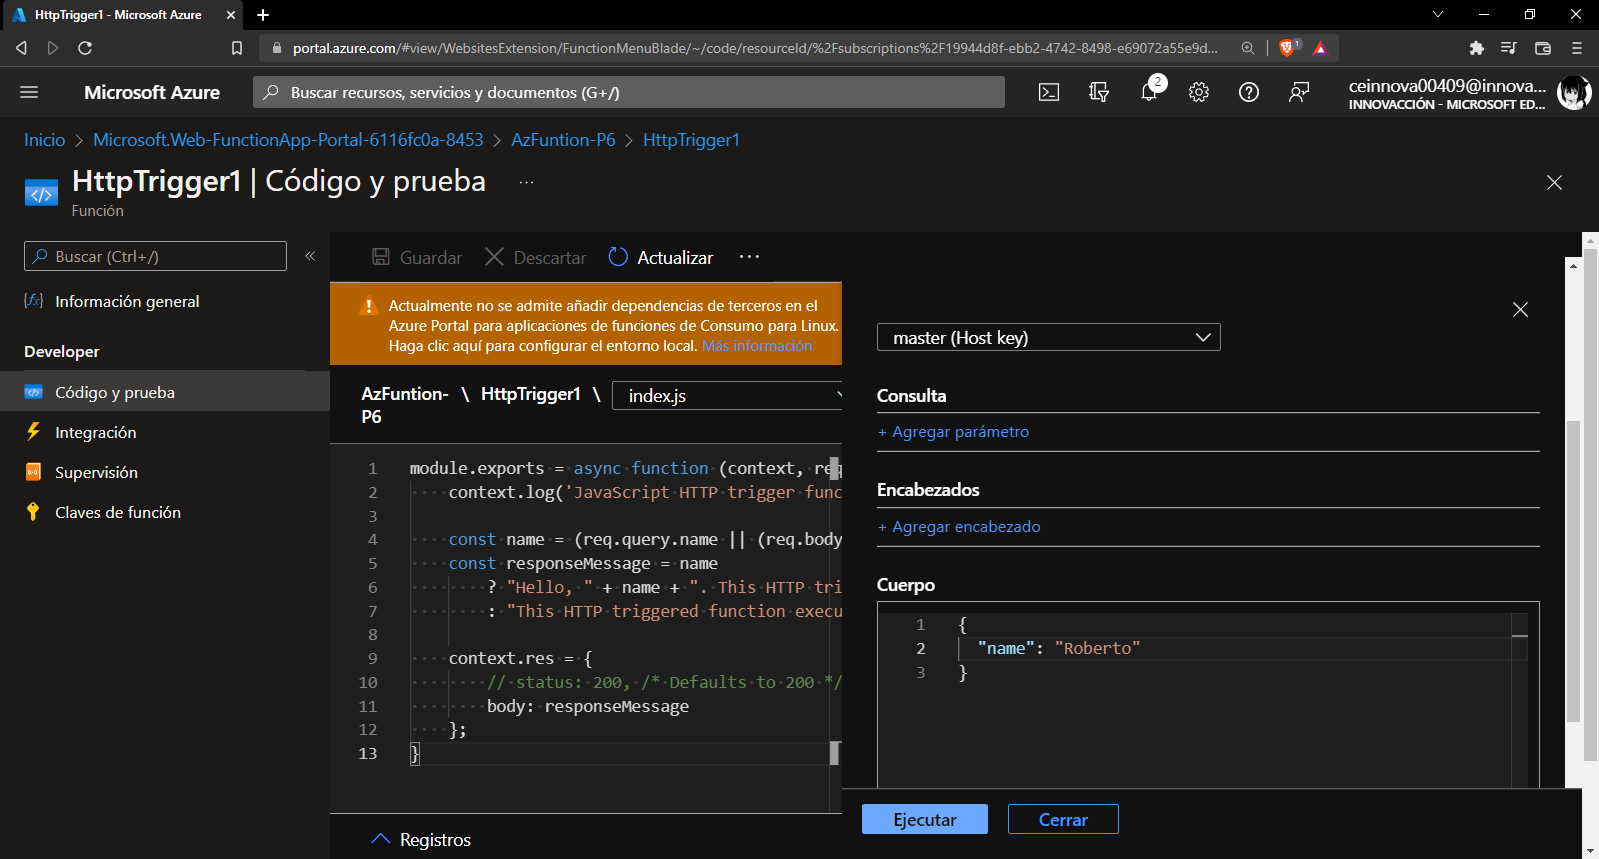 HttpTrigger1 - Microsoft Azure
portal.azure.com/#view/WebsitesExtension/FunctionMenuBlade/~/code/resourceId/%2Fsubscriptions%2F19944d8f-ebb2-4742-8498-e69072a55e9d...
1
Microsoft Azure
Buscar recursos, servicios y documentos (G+/)
2
ceinnova00409@innova...
INNOVACCIÓN - MICROSOFT ED...
Inicio > Microsoft.Web-FunctionApp-Portal-6116fc0a-8453 > AzFuntion-P6 > HttpTrigger1
HttpTrigger1 | Código y prueba ...
Función
Buscar (Ctrl+/)
«
Información general
Developer
Código y prueba
Integración
Supervisión
Claves de función
Guardar
Descartar
Actualizar
...
Actualmente no se admite añadir dependencias de terceros en el
Azure Portal para aplicaciones de funciones de Consumo para Linux.
Haga clic aquí para configurar el entorno local. Más información
AzFuntion-P6 \ HttpTrigger1 \ index.js
1 module.exports = async function (context, req
2 context.log('JavaScript HTTP trigger func
3
4 const name = (req.query.name || (req.body
5 const responseMessage = name
6 ? "Hello, " + name + ". This HTTP tri
7 : "This HTTP triggered function execu
8
9 context.res = {
10 // status: 200, /* Defaults to 200 */
11 body: responseMessage
12 };
13 }
Registros
master (Host key)
Consulta
+ Agregar parámetro
Encabezados
+ Agregar encabezado
Cuerpo
1 {
2 "name": "Roberto"
3 }
Ejecutar
Cerrar